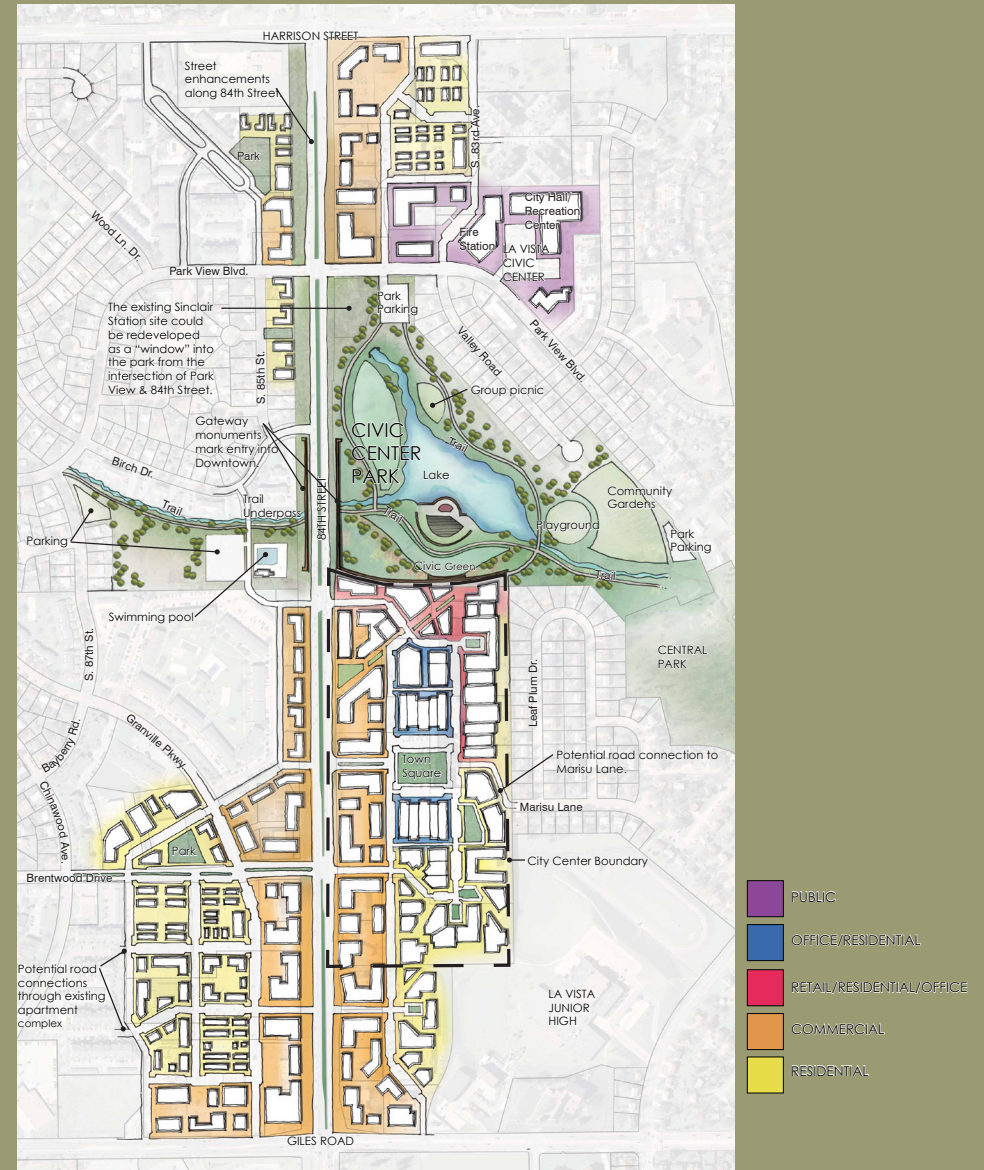 HARRISON STREET
Street
enhancements
along 84th Street
S. 83rd Ave.
Park
City Hall/
Recreation
Center
Fire
Station
LA VISTA
CIVIC
CENTER
Wood Ln. Dr.
Park View Blvd.
Park
Parking
The existing Sinclair
Station site could
be redeveloped
as a “window” into
the park from the
intersection of Park
View & 84th Street.
Valley Road
Park View Blvd.
S. 85th St.
Group picnic
Gateway
monuments
mark entry into
Downtown.
CIVIC
CENTER
PARK
Trail
Birch Dr.
Lake
Community
Gardens
Trail
Trail
Underpass
84TH STREET
Trail
Playground
Parking
Park
Parking
Civic Green
Trail
Swimming pool
S. 87th St.
CENTRAL
PARK
Leaf Plum Dr.
Granville Pkwy.
Bayberry Rd.
Town
Square
Potential road connection to
Marisu Lane.
Chinawood Ave.
Marisu Lane
Park
City Center Boundary
Brentwood Drive
PUBLIC
OFFICE/RESIDENTIAL
Potential road
connections
through existing
apartment
complex
RETAIL/RESIDENTIAL/OFFICE
LA VISTA
JUNIOR
HIGH
COMMERCIAL
RESIDENTIAL
GILES ROAD